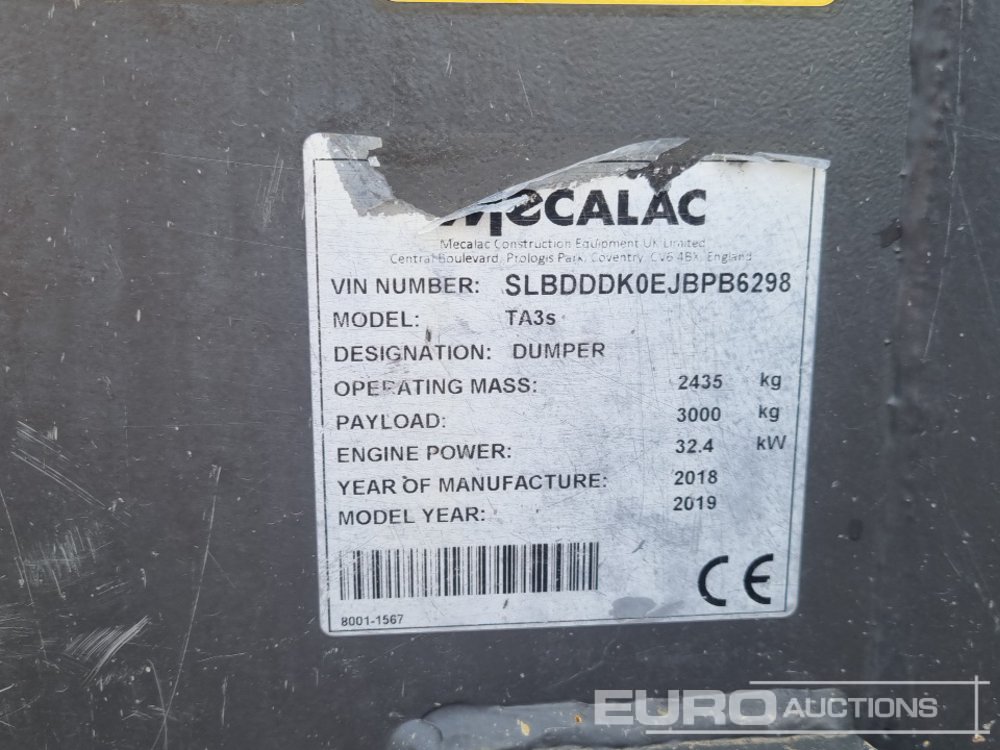 MECALAC
Mecalac Construction Equipment UK Limited
Central Boulevard, Prologis Park, Coventry, CV6 4BX, England
VIN NUMBER: SLBDDDK0EJBPB6298
MODEL: TA3s
DESIGNATION: DUMPER
OPERATING MASS: 2435 kg
PAYLOAD: 3000 kg
ENGINE POWER: 32.4 kW
YEAR OF MANUFACTURE: 2018
MODEL YEAR: 2019
CE
8001-1567
EURO AUCTIONS